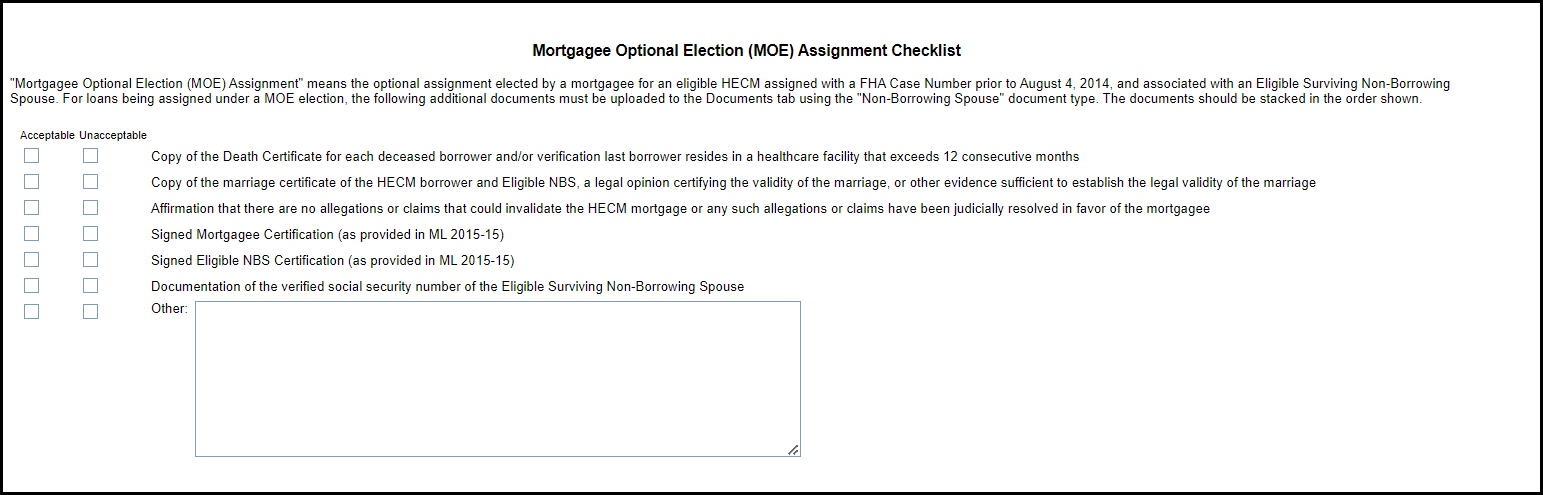 Mortgagee Optional Election (MOE) Assignment Checklist
"Mortgagee Optional Election (MOE) Assignment" means the optional assignment elected by a mortgagee for an eligible HECM assigned with a FHA Case Number prior to August 4, 2014, and associated with an Eligible Surviving Non-Borrowing
Spouse. For loans being assigned under a MOE election, the following additional documents must be uploaded to the Documents tab using the "Non-Borrowing Spouse" document type. The documents should be stacked in the order shown.
Acceptable Unacceptable
Copy of the Death Certificate for each deceased borrower and/or verification last borrower resides in a healthcare facility that exceeds 12 consecutive months
Copy of the marriage certificate of the HECM borrower and Eligible NBS, a legal opinion certifying the validity of the marriage, or other evidence sufficient to establish the legal validity of the marriage
Affirmation that there are no allegations or claims that could invalidate the HECM mortgage or any such allegations or claims have been judicially resolved in favor of the mortgagee
Signed Mortgagee Certification (as provided in ML 2015-15)
Signed Eligible NBS Certification (as provided in ML 2015-15)
Documentation of the verified social security number of the Eligible Surviving Non-Borrowing Spouse
Other: